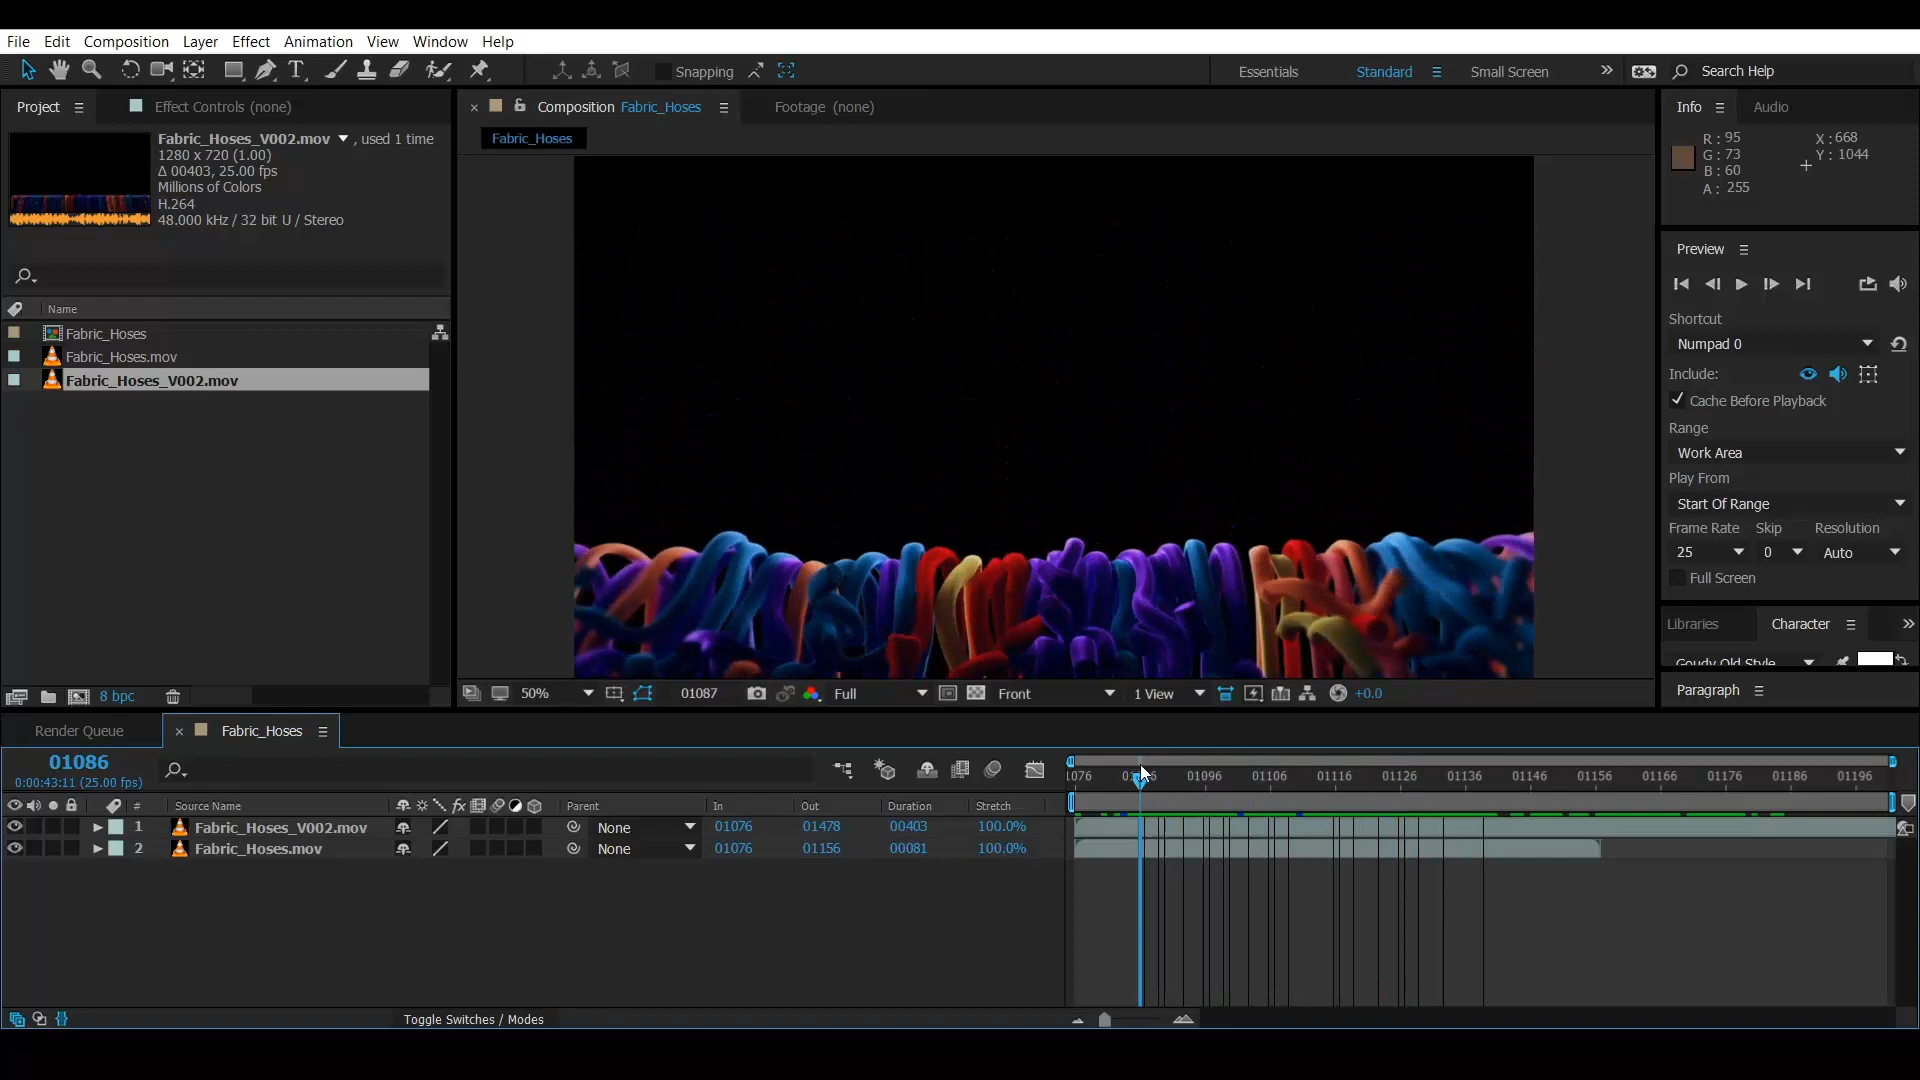 File Edit Composition Layer Effect Animation View Window Help
Snapping Essentials Standard Small Screen Search Help
Project Effect Controls (none) Composition Fabric_Hoses Footage (none) Info Audio
Fabric_Hoses_V002.mov , used 1 time
1280 x 720 (1.00)
Δ 00403, 25.00 fps
Millions of Colors
H.264
48.000 kHz / 32 bit U / Stereo
Fabric_Hoses
R : 95 X : 668
G : 73 Y : 1044
B : 60
A : 255
Name
Fabric_Hoses
Fabric_Hoses.mov
Fabric_Hoses_V002.mov
Preview
Shortcut
Numpad 0
Include:
Cache Before Playback
Range
Work Area
Play From
Start Of Range
Frame Rate Skip Resolution
25 0 Auto
Full Screen
Libraries Character
Goudy Old Style
Paragraph
8 bpc 50% 01087 Full Front 1 View +0.0
Render Queue Fabric_Hoses
01086
0:00:43:11 (25.00 fps)
01096 01106 01116 01126 01136 01146 01156 01166 01176 01186 01196
# Source Name Parent In Out Duration Stretch
1 Fabric_Hoses_V002.mov None 01076 01478 00403 100.0%
2 Fabric_Hoses.mov None 01076 01156 00081 100.0%
Toggle Switches / Modes